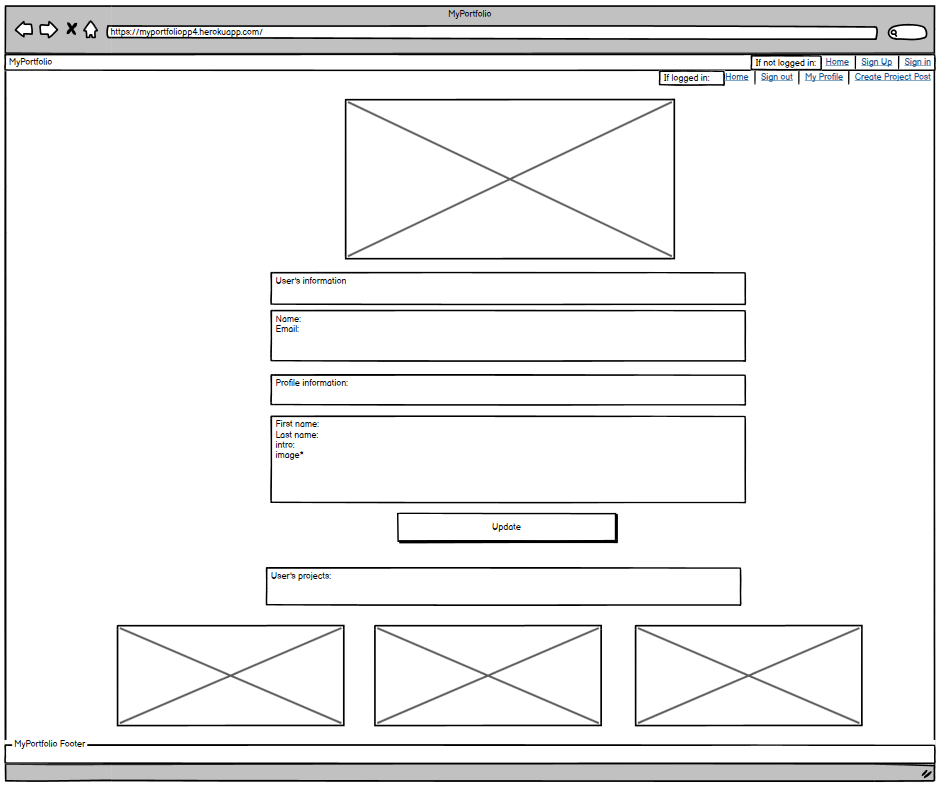 MyPortfolio
https://myportfoliopp4.herokuapp.com/
MyPortfolio If not logged in: Home Sign Up Sign in
If logged in: Home Sign out My Profile Create Project Post
User's information
Name:
Email:
Profile information:
First name:
Last name:
intro:
image*
Update
User's projects:
MyPortfolio Footer